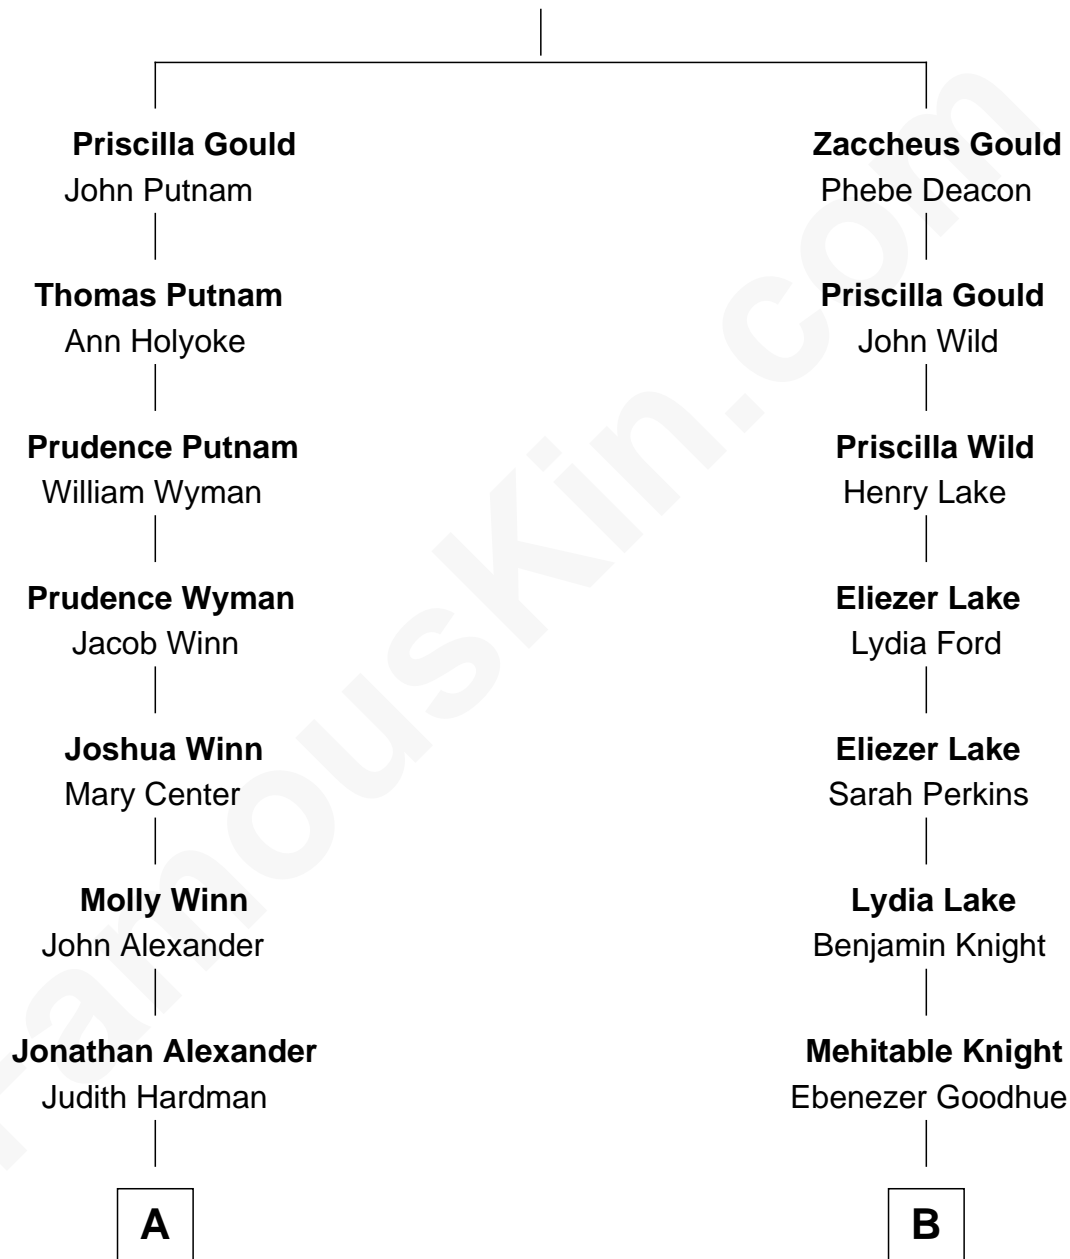 Priscilla Gould
John Putnam
Thomas Putnam
Ann Holyoke
Prudence Putnam
William Wyman
Prudence Wyman
Jacob Winn
Joshua Winn
Mary Center
Molly Winn
John Alexander
Jonathan Alexander
Judith Hardman
A
Zaccheus Gould
Phebe Deacon
Priscilla Gould
John Wild
Priscilla Wild
Henry Lake
Eliezer Lake
Lydia Ford
Eliezer Lake
Sarah Perkins
Lydia Lake
Benjamin Knight
Mehitable Knight
Ebenezer Goodhue
B
FamousKin.com